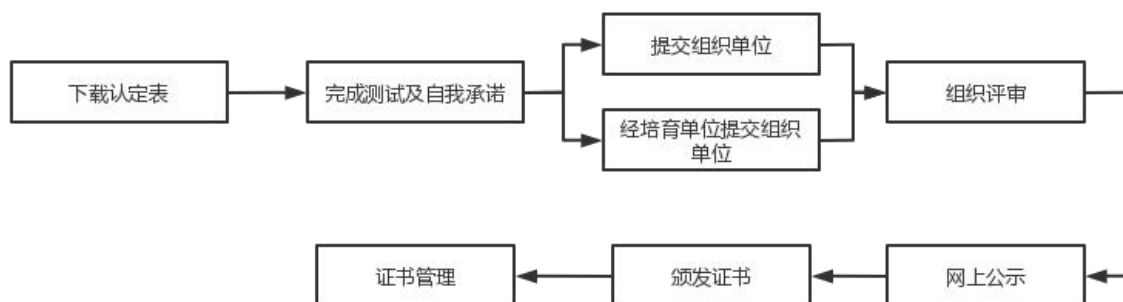 下载认定表
完成测试及自我承诺
提交组织单位
经培育单位提交组织
单位
组织评审
网上公示
颁发证书
证书管理